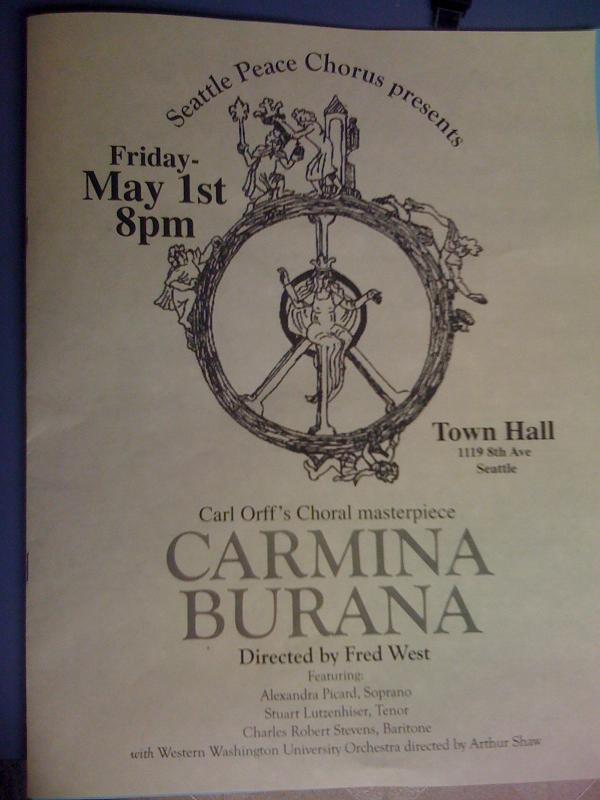 Seattle Peace Chorus presents
Friday-
May 1st
8pm
Town Hall
1119 8th Ave
Seattle
Carl Orff's Choral masterpiece
CARMINA
BURANA
Directed by Fred West
Featuring:
Alexandra Picard, Soprano
Stuart Lutzenhiser, Tenor
Charles Robert Stevens, Baritone
with Western Washington University Orchestra directed by Arthur Shaw